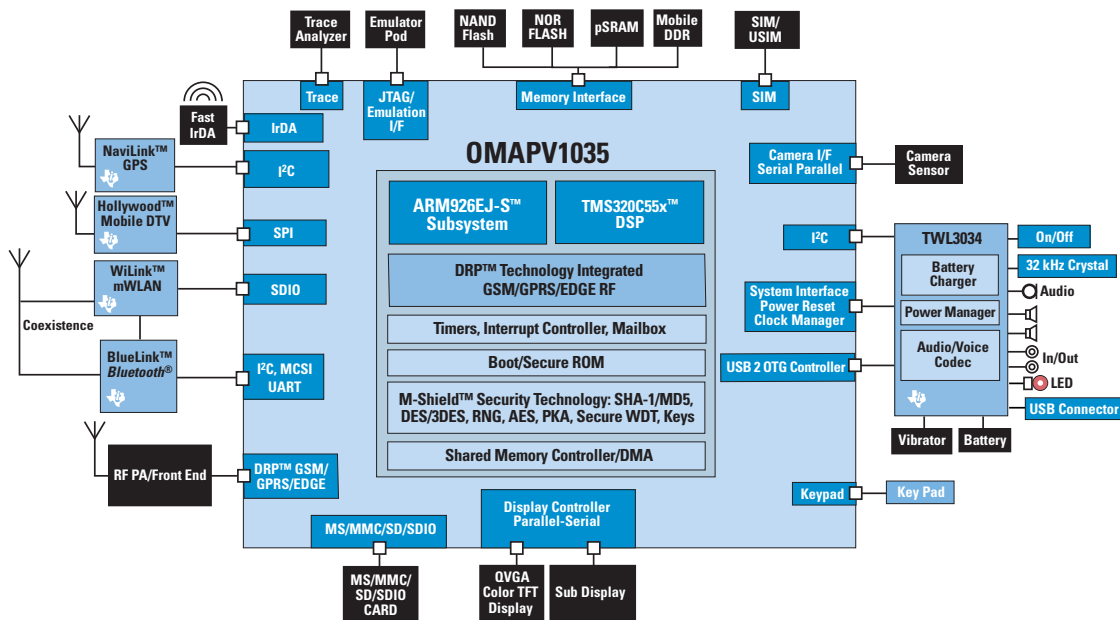 Trace
Analyzer
Emulator
Pod
NAND
Flash
NOR
FLASH
pSRAM
Mobile
DDR
SIM/
USIM
Trace
JTAG/
Emulation
I/F
Memory Interface
SIM
Fast
IrDA
IrDA
NaviLink™
GPS
I²C
Hollywood™
Mobile DTV
SPI
WiLink™
mWLAN
SDIO
Coexistence
BlueLink™
Bluetooth®
I²C, MCSI
UART
RF PA/Front End
DRP™ GSM/
GPRS/EDGE
OMAPV1035
ARM926EJ-S™
Subsystem
TMS320C55x™
DSP
DRP™ Technology Integrated
GSM/GPRS/EDGE RF
Timers, Interrupt Controller, Mailbox
Boot/Secure ROM
M-Shield™ Security Technology: SHA-1/MD5,
DES/3DES, RNG, AES, PKA, Secure WDT, Keys
Shared Memory Controller/DMA
Camera I/F
Serial Parallel
Camera
Sensor
I²C
System Interface
Power Reset
Clock Manager
USB 2 OTG Controller
TWL3034
Battery
Charger
Power Manager
Audio/Voice
Codec
On/Off
32 kHz Crystal
Audio
In/Out
LED
USB Connector
Vibrator
Battery
Keypad
Key Pad
MS/MMC/SD/SDIO
Display Controller
Parallel-Serial
MS/MMC/
SD/SDIO
CARD
QVGA
Color TFT
Display
Sub Display